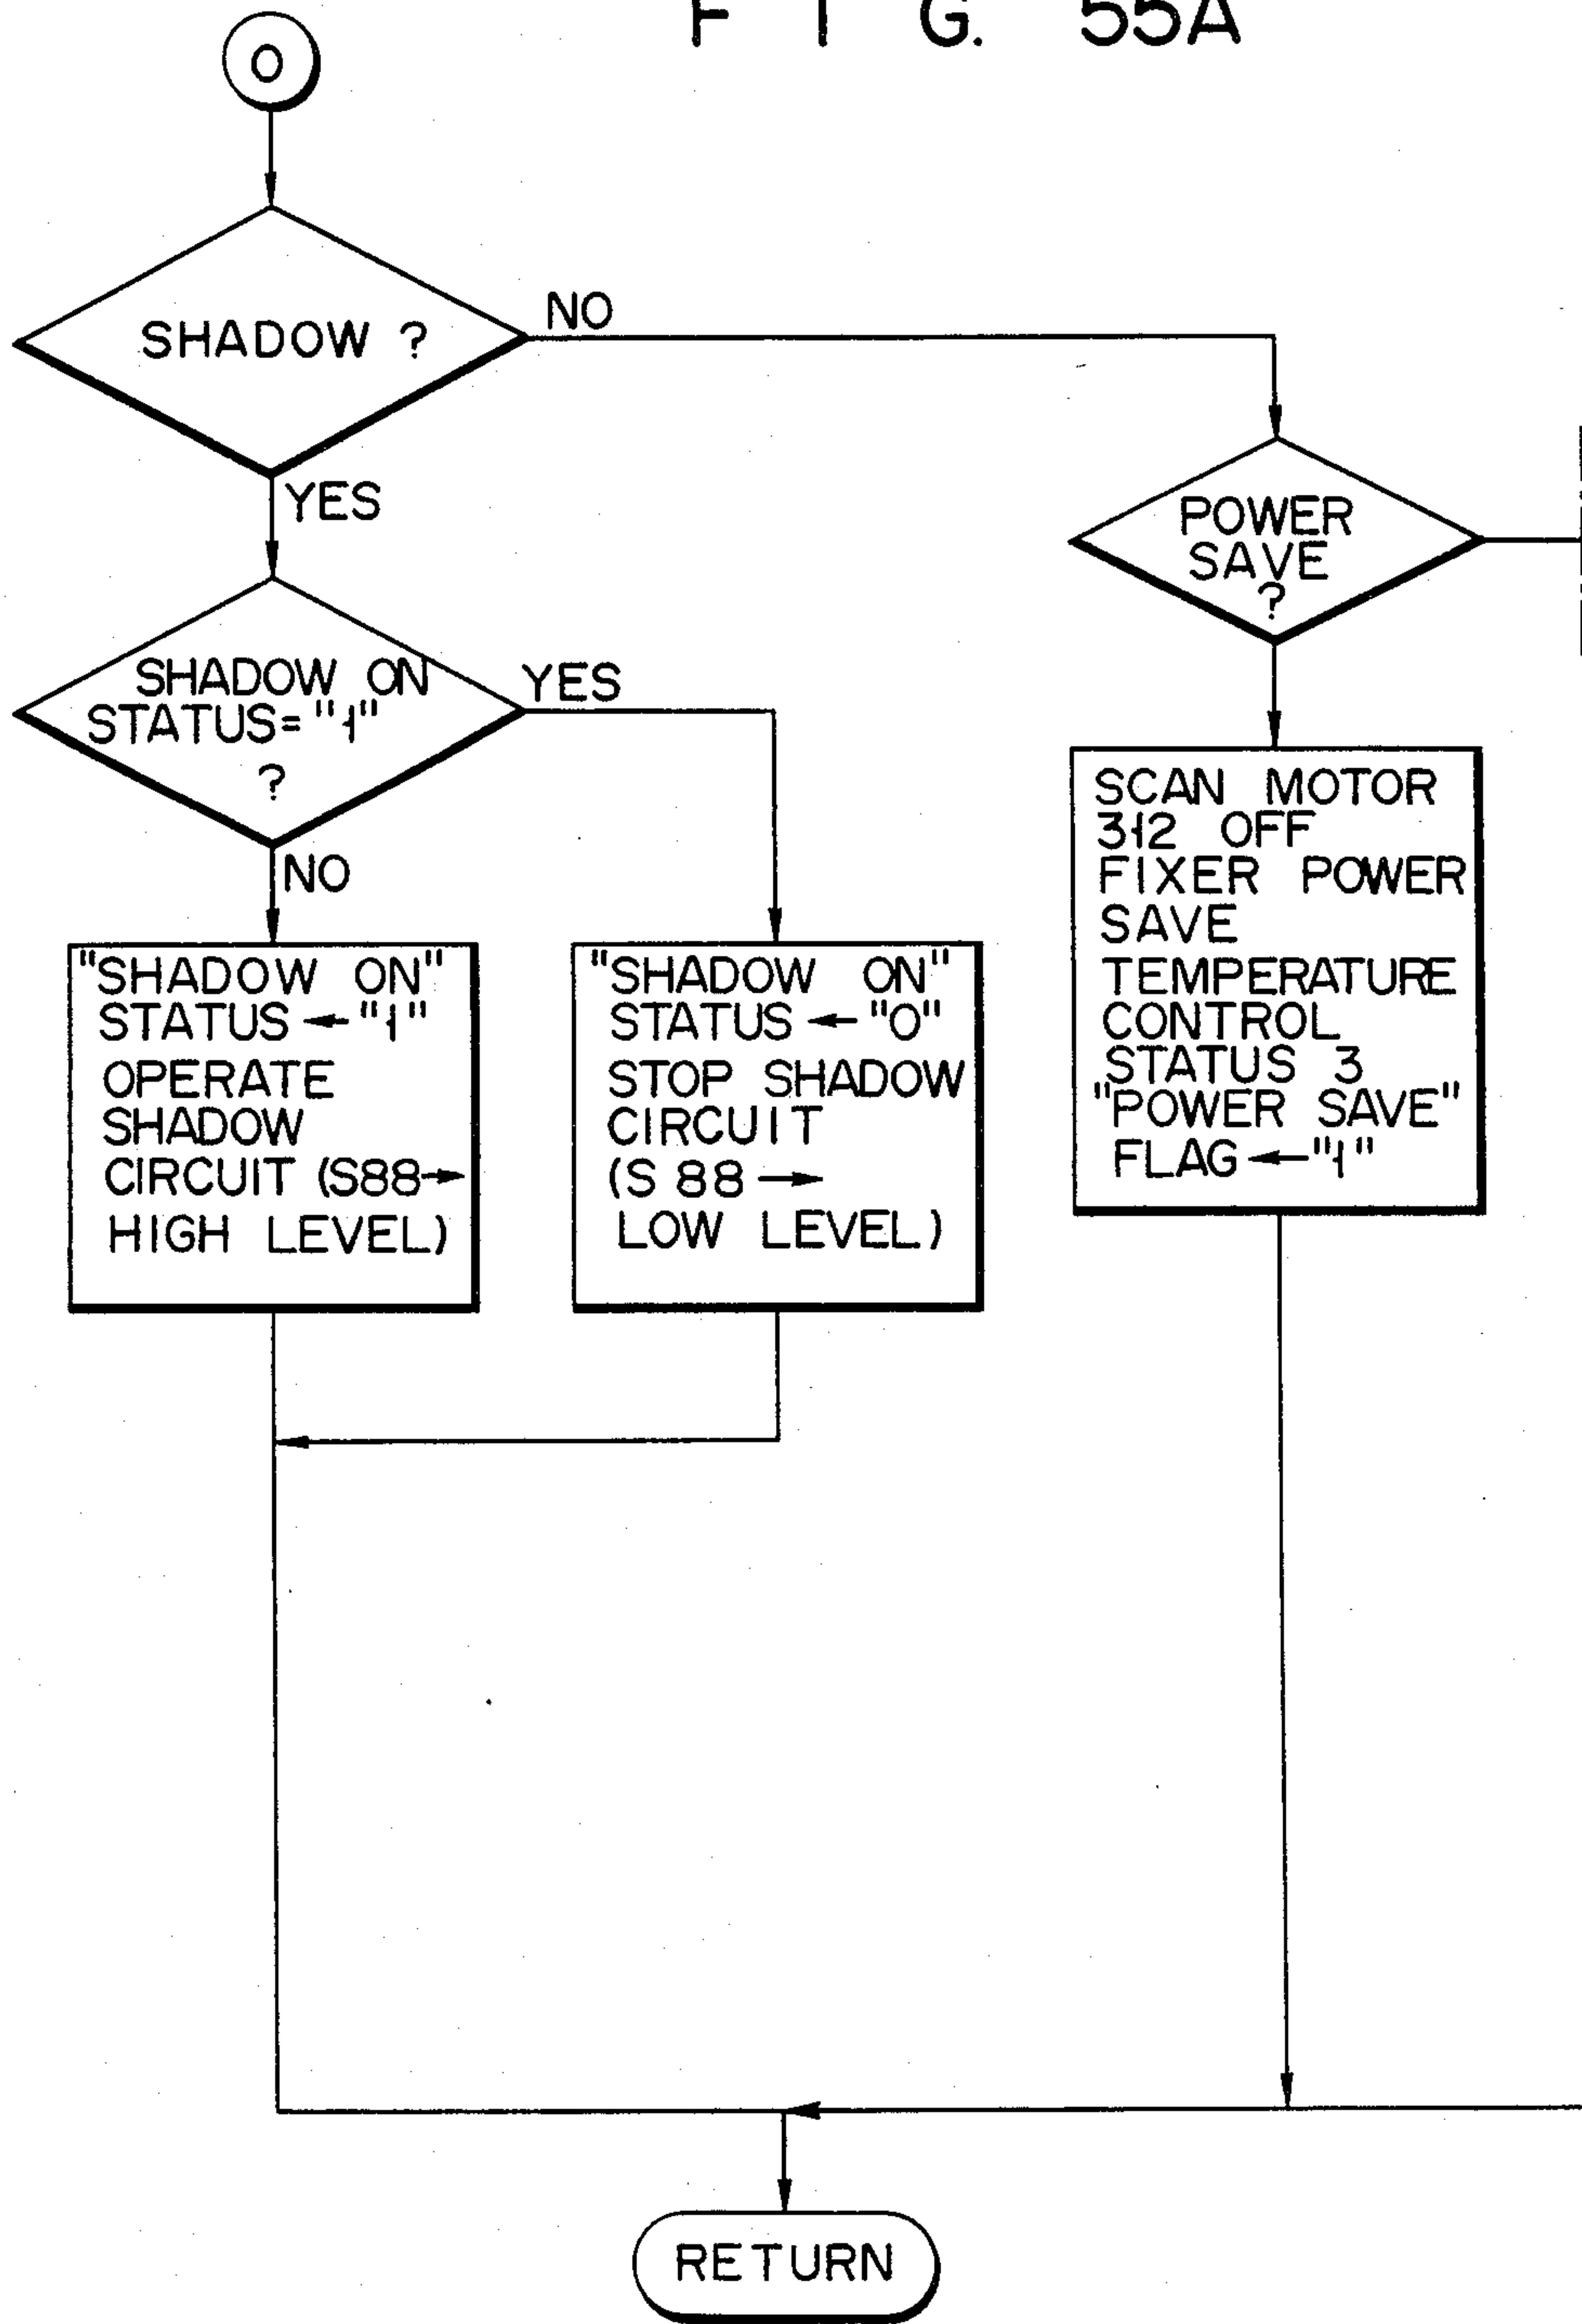 F I G. 55A
O
SHADOW ?
NO
YES
POWER
SAVE
?
SHADOW ON
STATUS="1"
?
YES
NO
"SHADOW ON"
STATUS ← "1"
OPERATE
SHADOW
CIRCUIT (S88→
HIGH LEVEL)
"SHADOW ON"
STATUS ← "0"
STOP SHADOW
CIRCUIT
(S 88 →
LOW LEVEL)
SCAN MOTOR
312 OFF
FIXER POWER
SAVE
TEMPERATURE
CONTROL
STATUS 3
"POWER SAVE"
FLAG ← "1"
RETURN